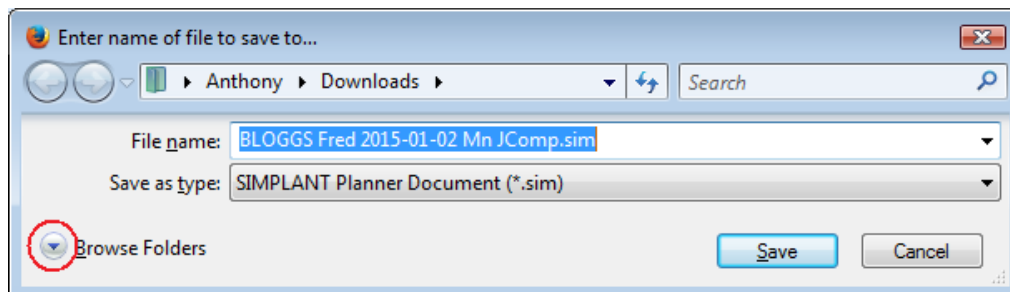 Enter name of file to save to...
Anthony Downloads Search
File name: BLOGGS Fred 2015-01-02 Mn JComp.sim
Save as type: SIMPLANT Planner Document (*.sim)
Browse Folders Save Cancel